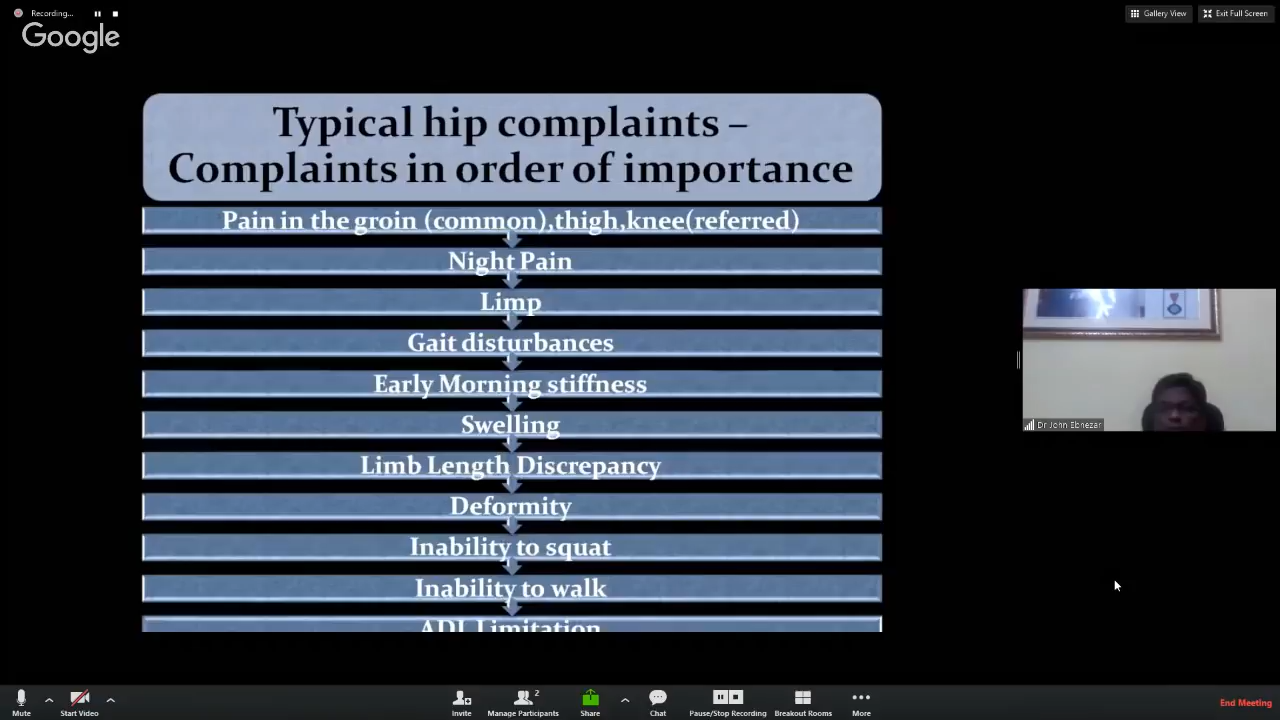 Recording...
Gallery View
Exit Full Screen
Google
Typical hip complaints –
Complaints in order of importance
Pain in the groin (common),thigh,knee(referred)
Night Pain
Limp
Gait disturbances
Early Morning stiffness
Swelling
Limb Length Discrepancy
Deformity
Inability to squat
Inability to walk
ADL Limitation
Dr John Ebnezar
Mute
Start Video
Invite
2
Manage Participants
Share
Chat
Pause/Stop Recording
Breakout Rooms
More
End Meeting